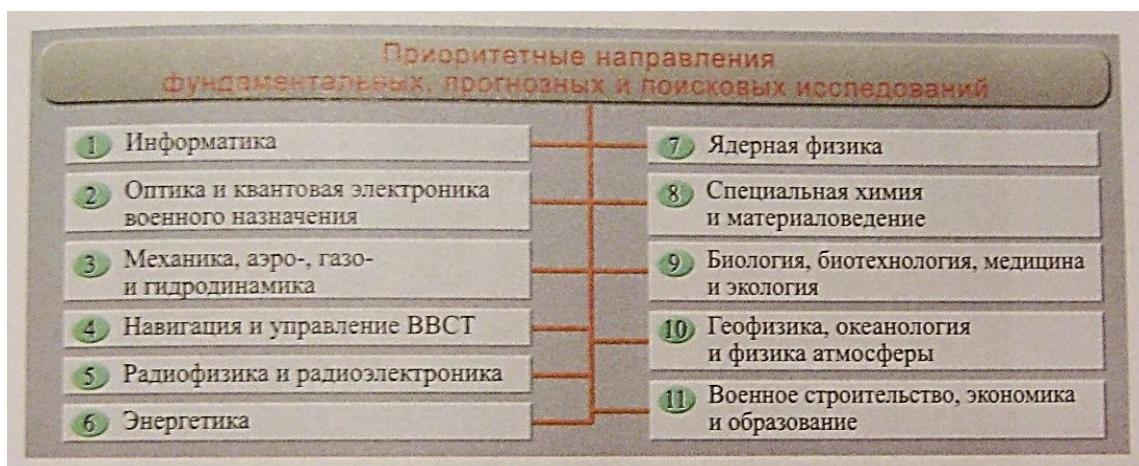 Приоритетные направления
фундаментальных, прогнозных и поисковых исследований
1 Информатика
2 Оптика и квантовая электроника
военного назначения
3 Механика, аэро-, газо-
и гидродинамика
4 Навигация и управление ВВСТ
5 Радиофизика и радиоэлектроника
6 Энергетика
7 Ядерная физика
8 Специальная химия
и материаловедение
9 Биология, биотехнология, медицина
и экология
10 Геофизика, океанология
и физика атмосферы
11 Военное строительство, экономика
и образование